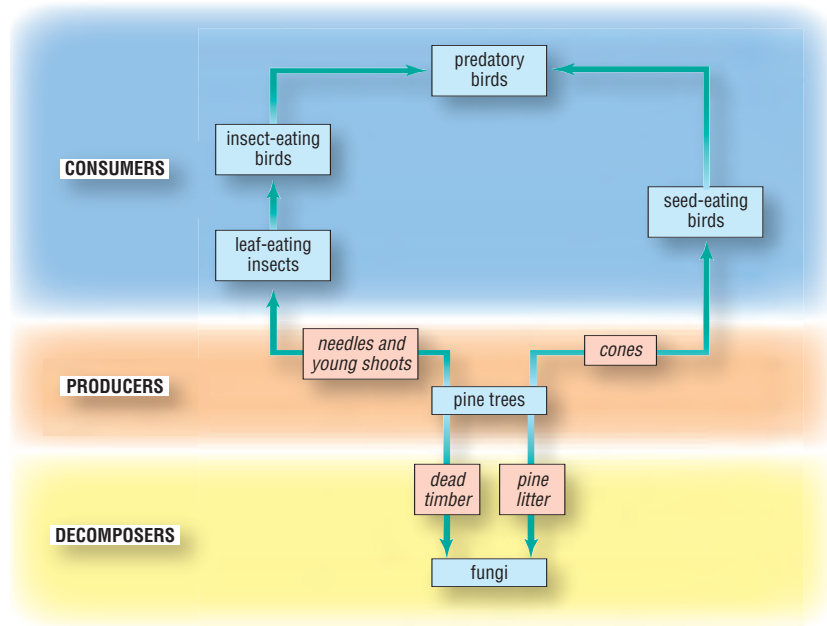 predatory
birds
insect-eating
birds
CONSUMERS
seed-eating
birds
leaf-eating
insects
needles and
young shoots
cones
PRODUCERS
pine trees
dead
timber
pine
litter
DECOMPOSERS
fungi